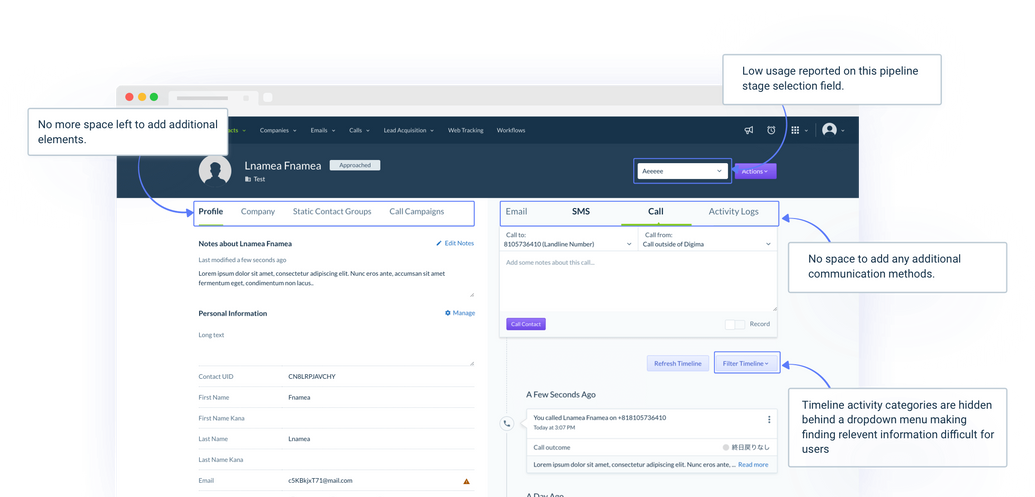 Low usage reported on this pipeline
stage selection field.
No more space left to add additional
elements.
Companies
Emails
Calls
Lead Acquisition
Web Tracking
Workflows
Lnamea Fnamea
Approached
Test
Aeeeee
Actions
Profile
Company
Static Contact Groups
Call Campaigns
Email
SMS
Call
Activity Logs
Notes about Lnamea Fnamea
Edit Notes
Last modified a few seconds ago
Lorem ipsum dolor sit amet, consectetur adipiscing elit. Nunc eros ante, accumsan sit amet
fermentum eget, condimentum non lacus..
Personal Information
Manage
Long text
Contact UID
CN8LRPJAVCHY
First Name
Fnamea
First Name Kana
Last Name
Lnamea
Last Name Kana
Email
c5KBkjxT71@mail.com
Call to:
8105736410 (Landline Number)
Call from:
Call outside of Digima
Add some notes about this call...
Call Contact
Record
No space to add any additional
communication methods.
Refresh Timeline
Filter Timeline
A Few Seconds Ago
You called Lnamea Fnamea on +818105736410
Today at 3:07 PM
Call outcome
終日戻りなし
Lorem ipsum dolor sit amet, consectetur adipiscing elit. Nunc eros ante, ... Read more
Timeline activity categories are hidden
behind a dropdown menu making
finding relevent information difficult for
users
A Day Ago